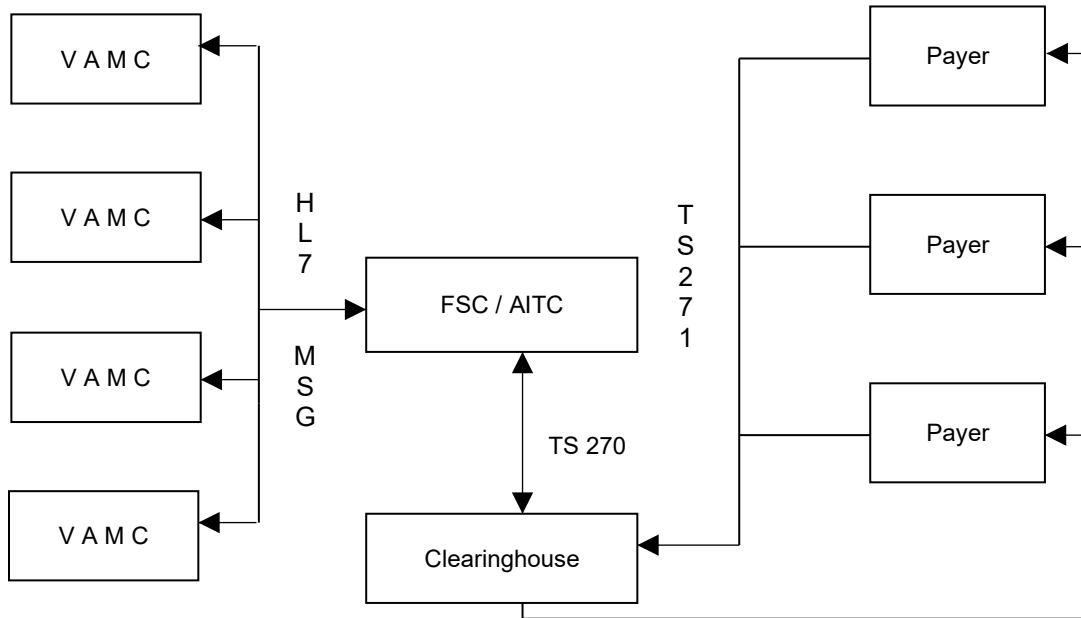 V A M C
V A M C
V A M C
V A M C
H
L
7
M
S
G
FSC / AITC
TS 270
Clearinghouse
T
S
2
7
1
Payer
Payer
Payer